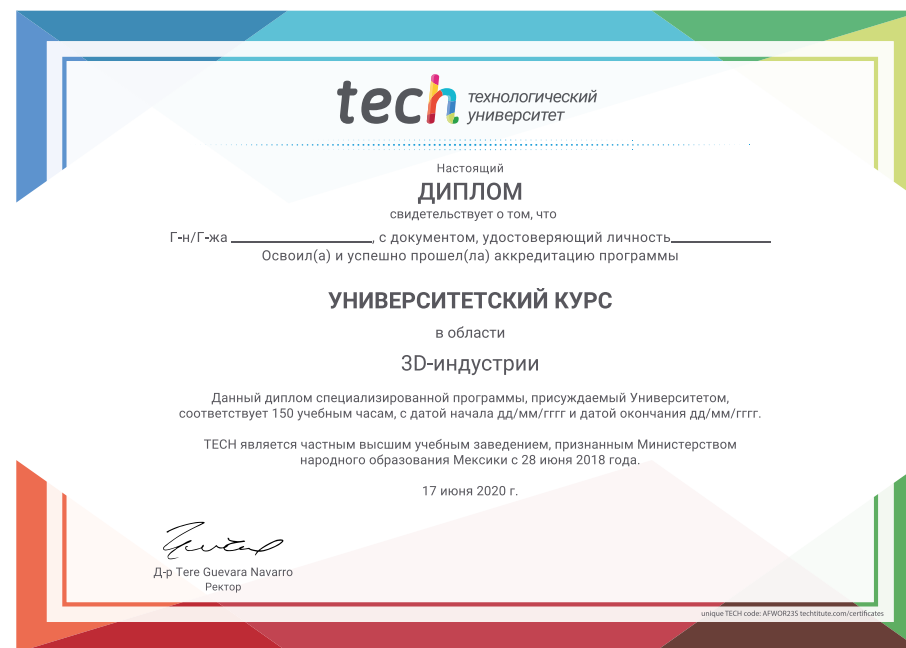 tech технологический
университет
Настоящий
ДИПЛОМ
свидетельствует о том, что
Г-н/Г-жа ________________, с документом, удостоверяющий личность____________
Освоил(а) и успешно прошел(ла) аккредитацию программы
УНИВЕРСИТЕТСКИЙ КУРС
в области
3D-индустрии
Данный диплом специализированной программы, присуждаемый Университетом,
соответствует 150 учебным часам, с датой начала дд/мм/гггг и датой окончания дд/мм/гггг.
TECH является частным высшим учебным заведением, признанным Министерством
народного образования Мексики с 28 июня 2018 года.
17 июня 2020 г.
Д-р Tere Guevara Navarro
Ректор
unique TECH code: AFWOR23S techtitute.com/certificates